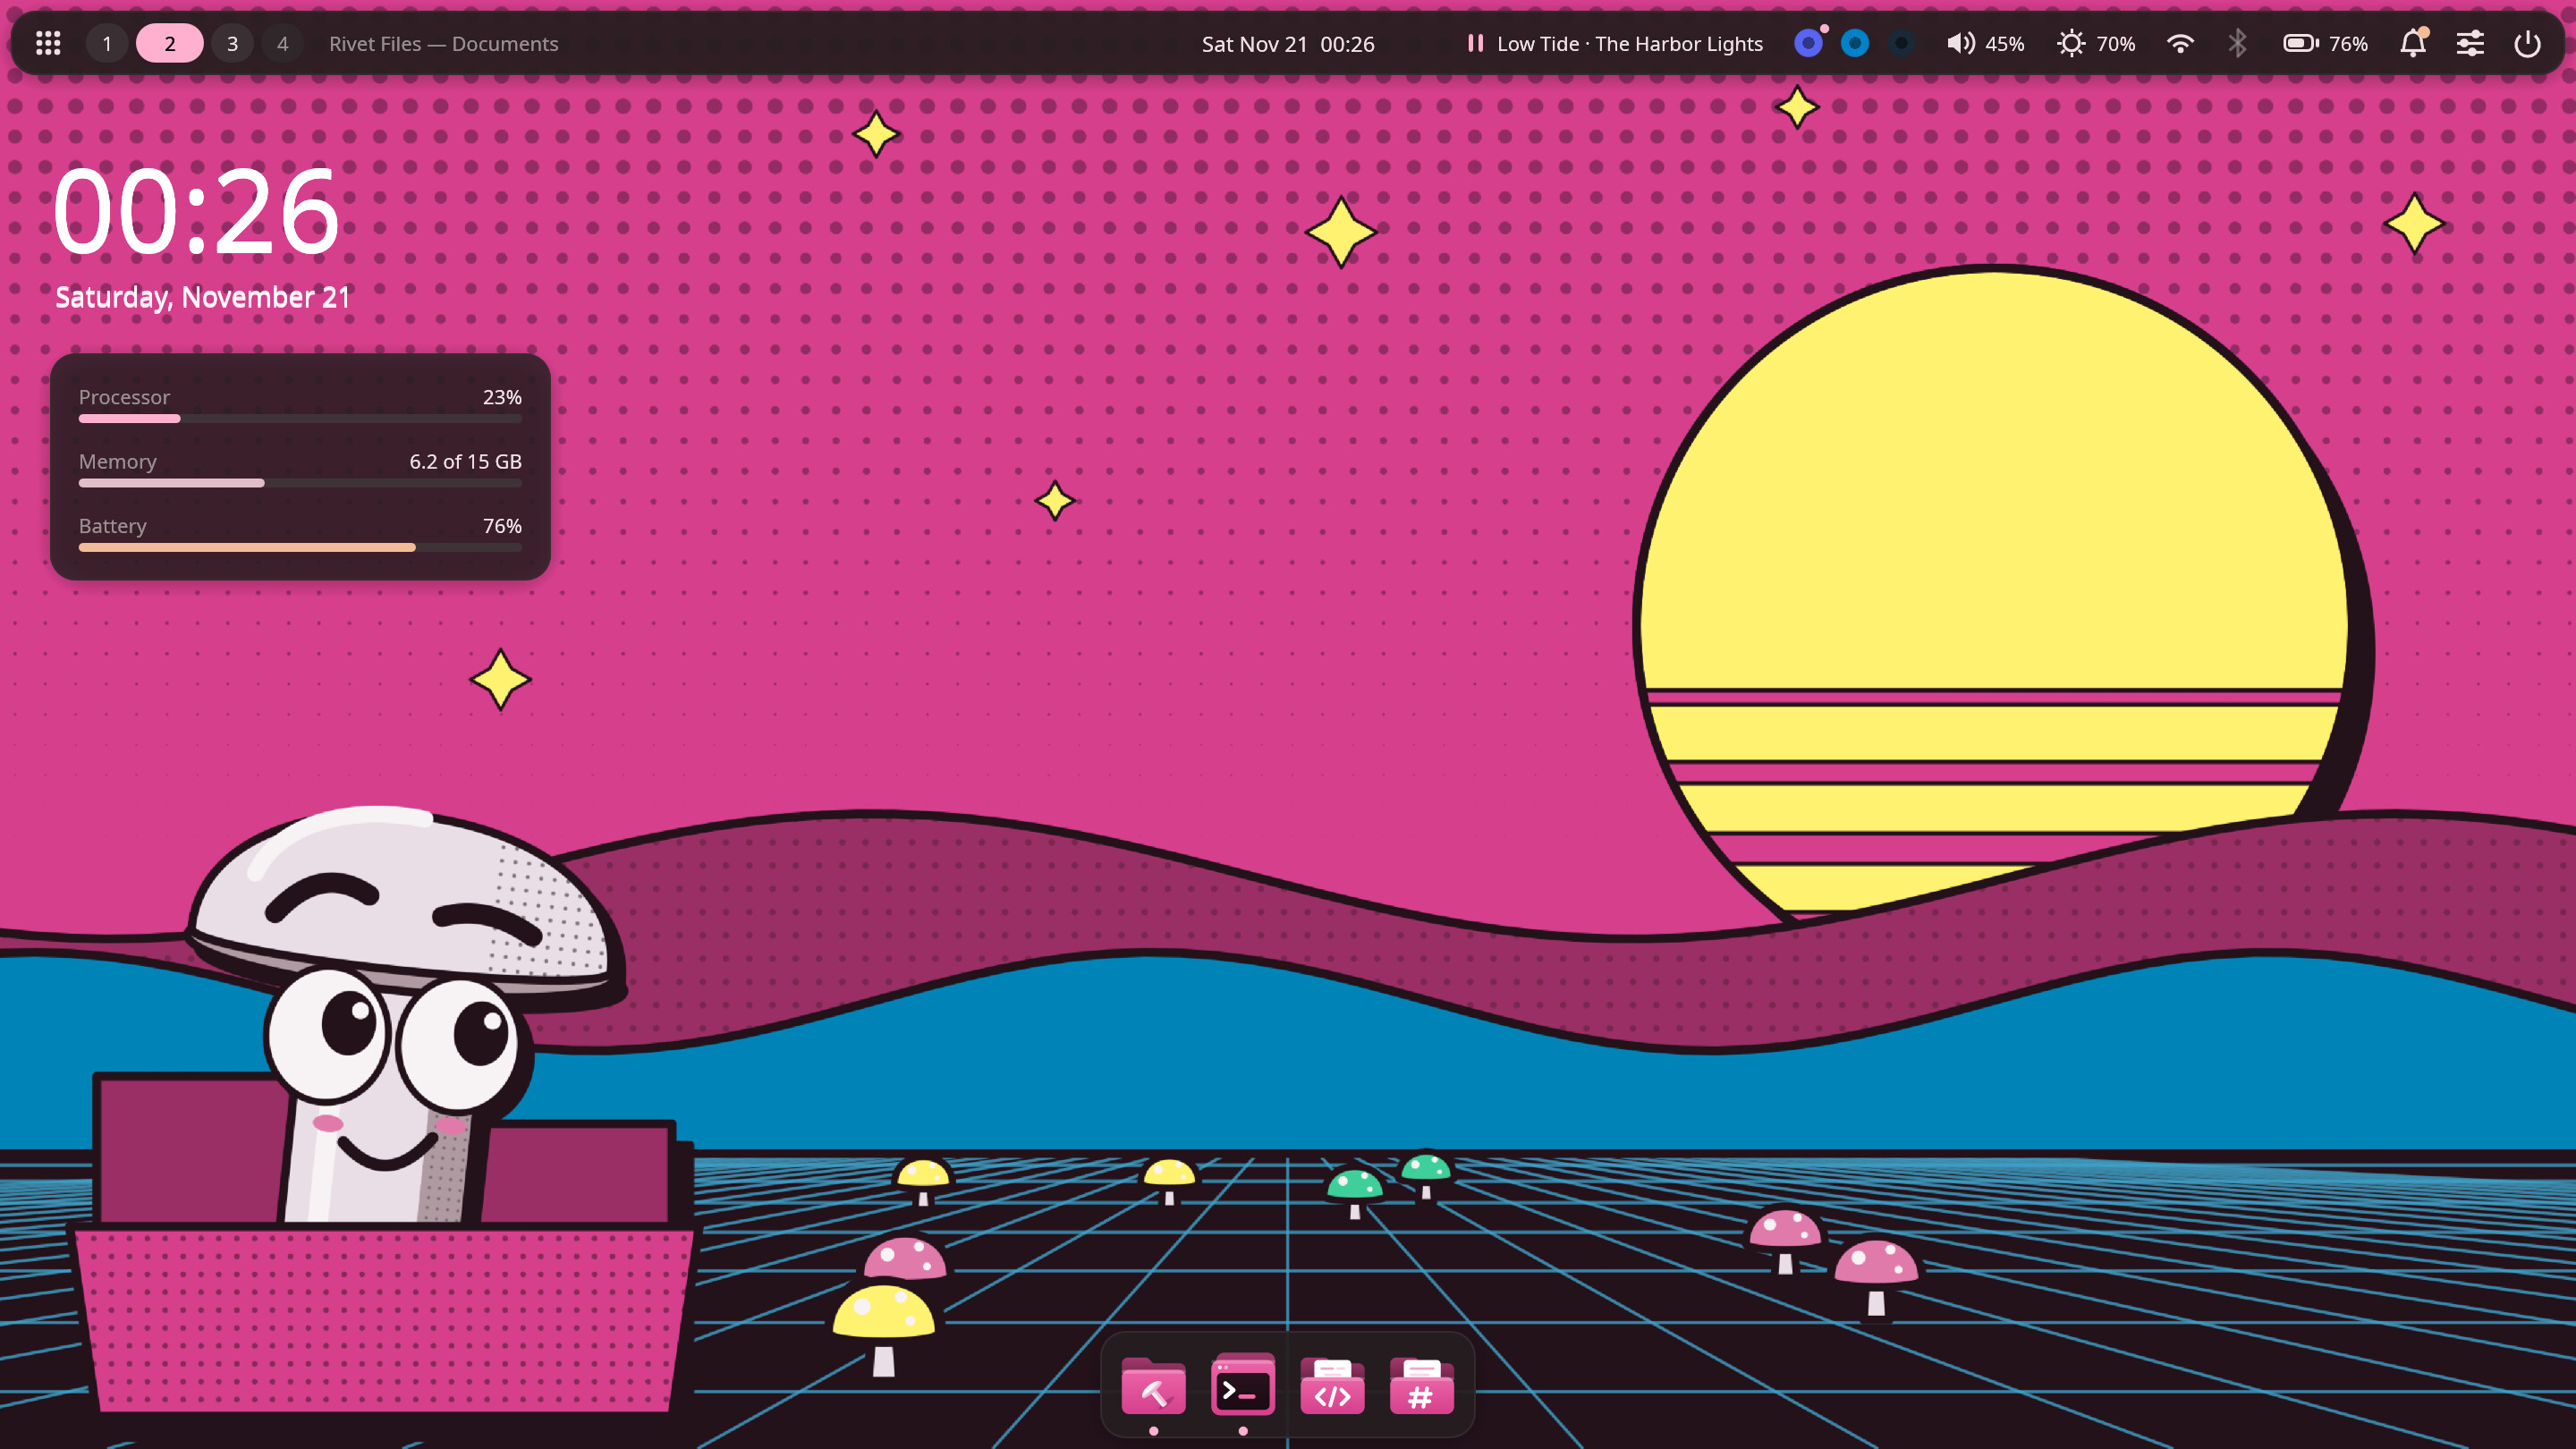 1 2 3 4 Rivet Files — Documents Sat Nov 21 00:26 Low Tide · The Harbor Lights 45% 70% 76%
00:26
Saturday, November 21
Processor 23%
Memory 6.2 of 15 GB
Battery 76%
>_ </> #